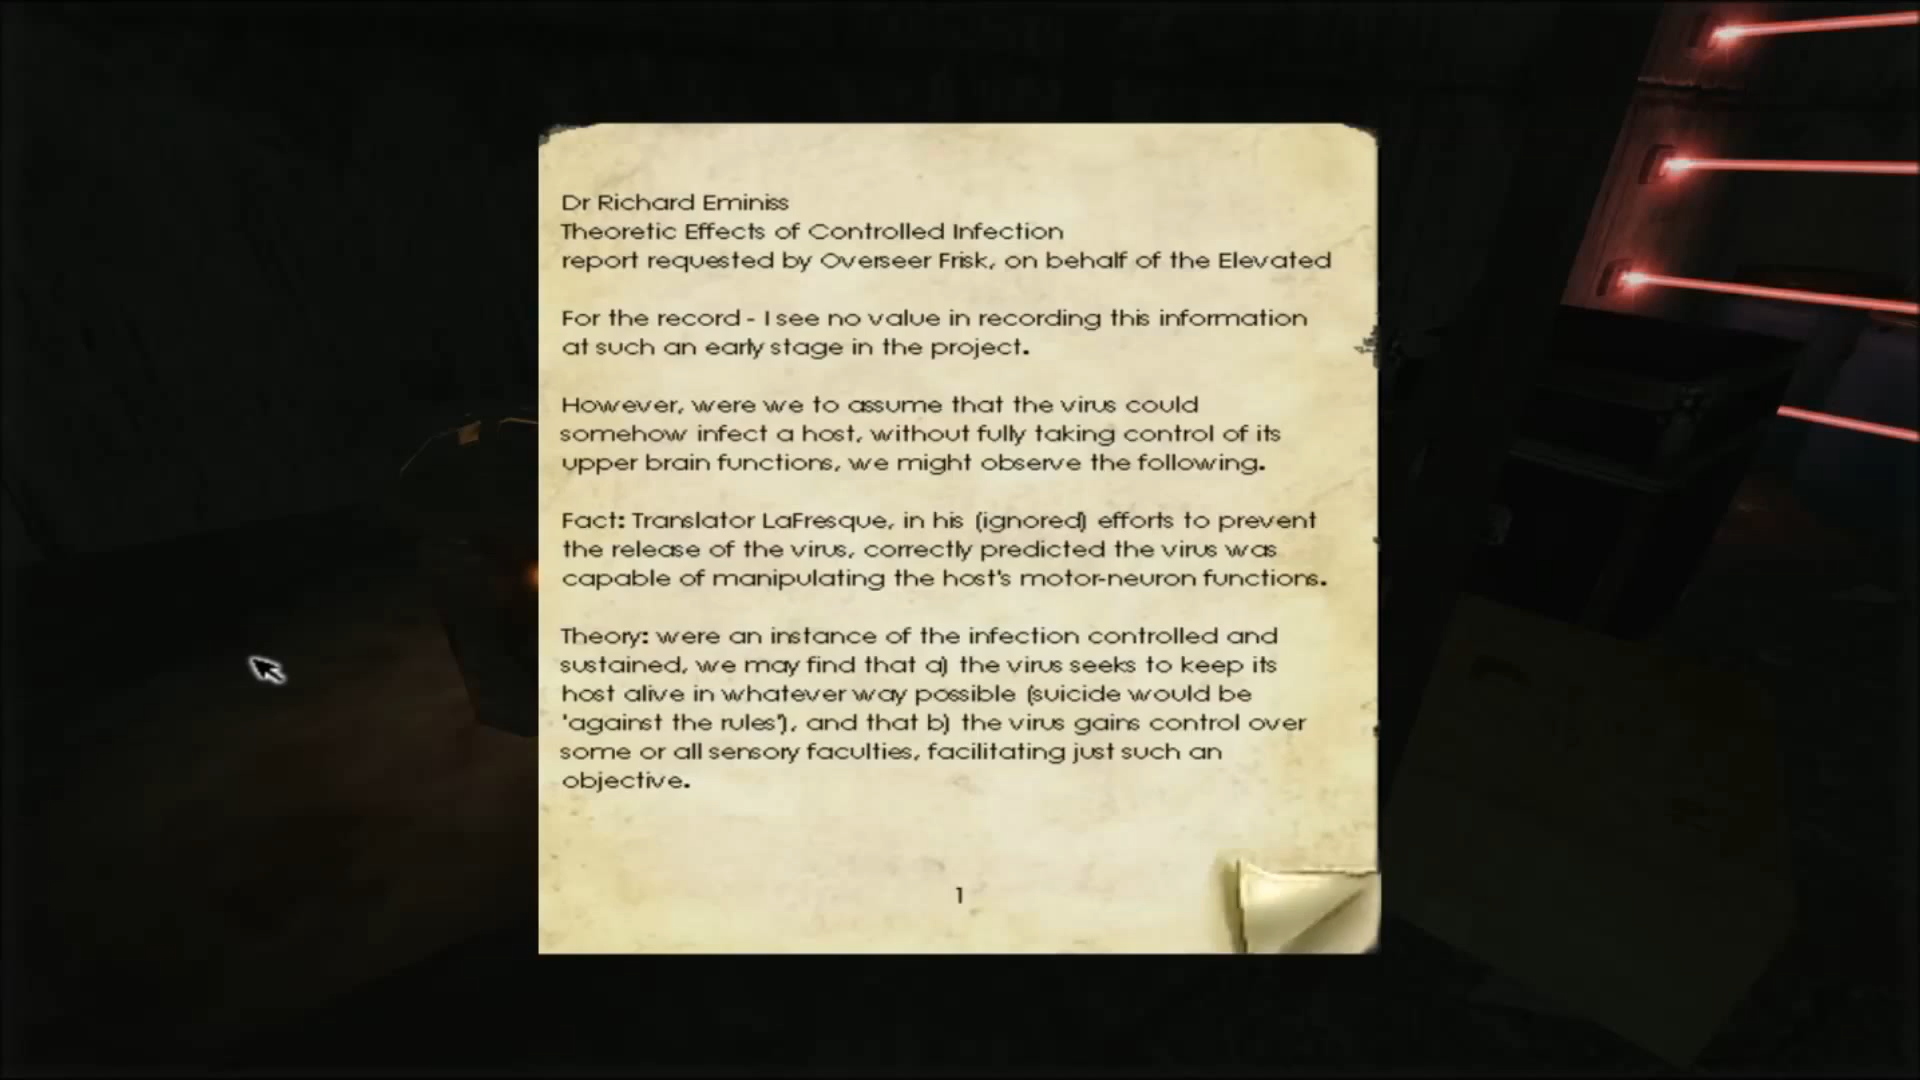 Dr Richard Eminiss
Theoretic Effects of Controlled Infection
report requested by Overseer Frisk, on behalf of the Elevated
For the record - I see no value in recording this information
at such an early stage in the project.
However, were we to assume that the virus could
somehow infect a host, without fully taking control of its
upper brain functions, we might observe the following.
Fact: Translator LaFresque, in his (ignored) efforts to prevent
the release of the virus, correctly predicted the virus was
capable of manipulating the host's motor-neuron functions.
Theory: were an instance of the infection controlled and
sustained, we may find that a) the virus seeks to keep its
host alive in whatever way possible (suicide would be
'against the rules'), and that b) the virus gains control over
some or all sensory faculties, facilitating just such an
objective.
1